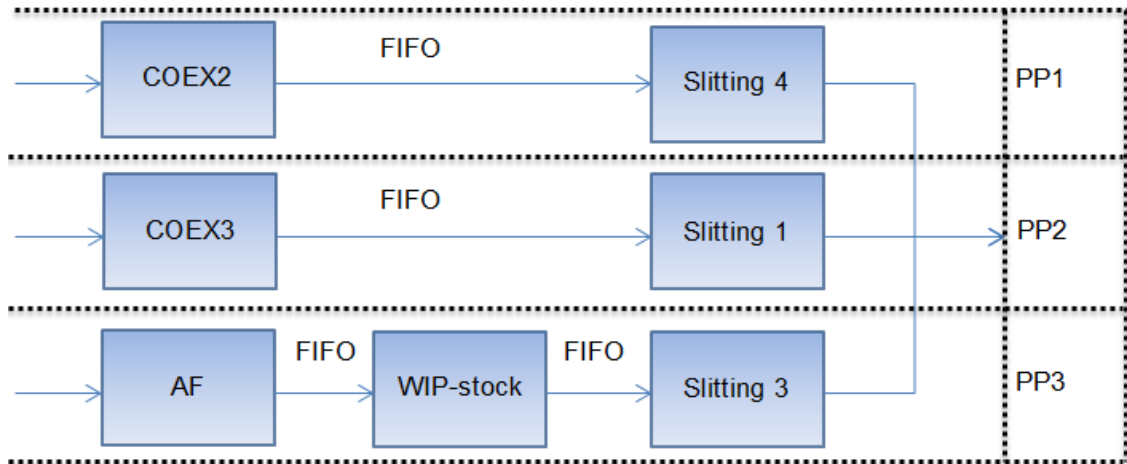 FIFO
COEX2
Slitting 4
PP1
FIFO
COEX3
Slitting 1
PP2
FIFO
FIFO
AF
WIP-stock
Slitting 3
PP3